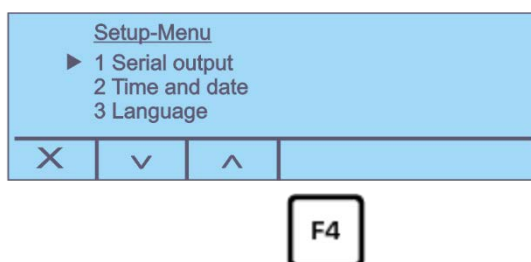 Setup-Menu
1 Serial output
2 Time and date
3 Language
F4